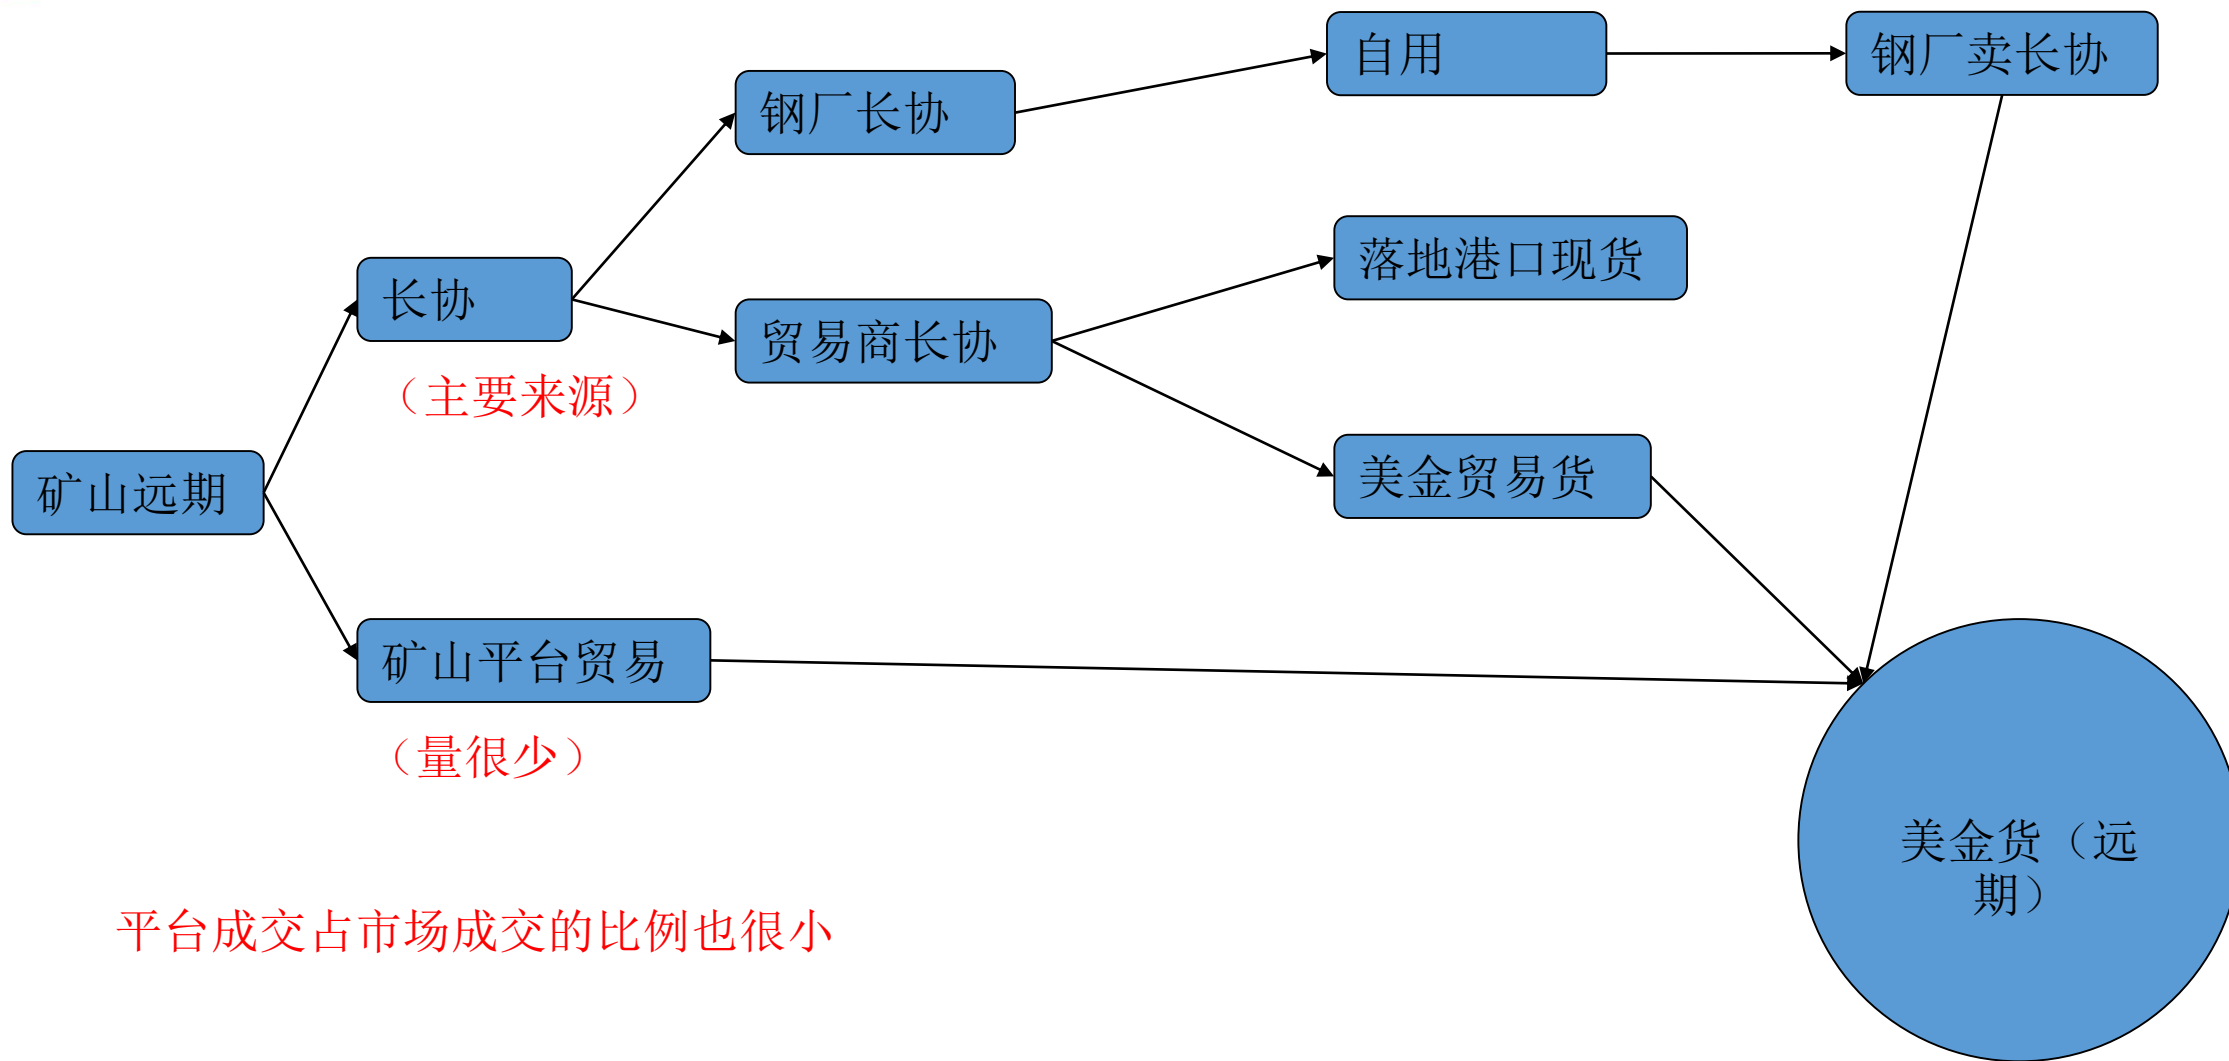 自用
钢厂卖长协
钢厂长协
落地港口现货
长协
贸易商长协
（主要来源）
美金贸易货
矿山远期
矿山平台贸易
（量很少）
美金货（远
期）
平台成交占市场成交的比例也很小